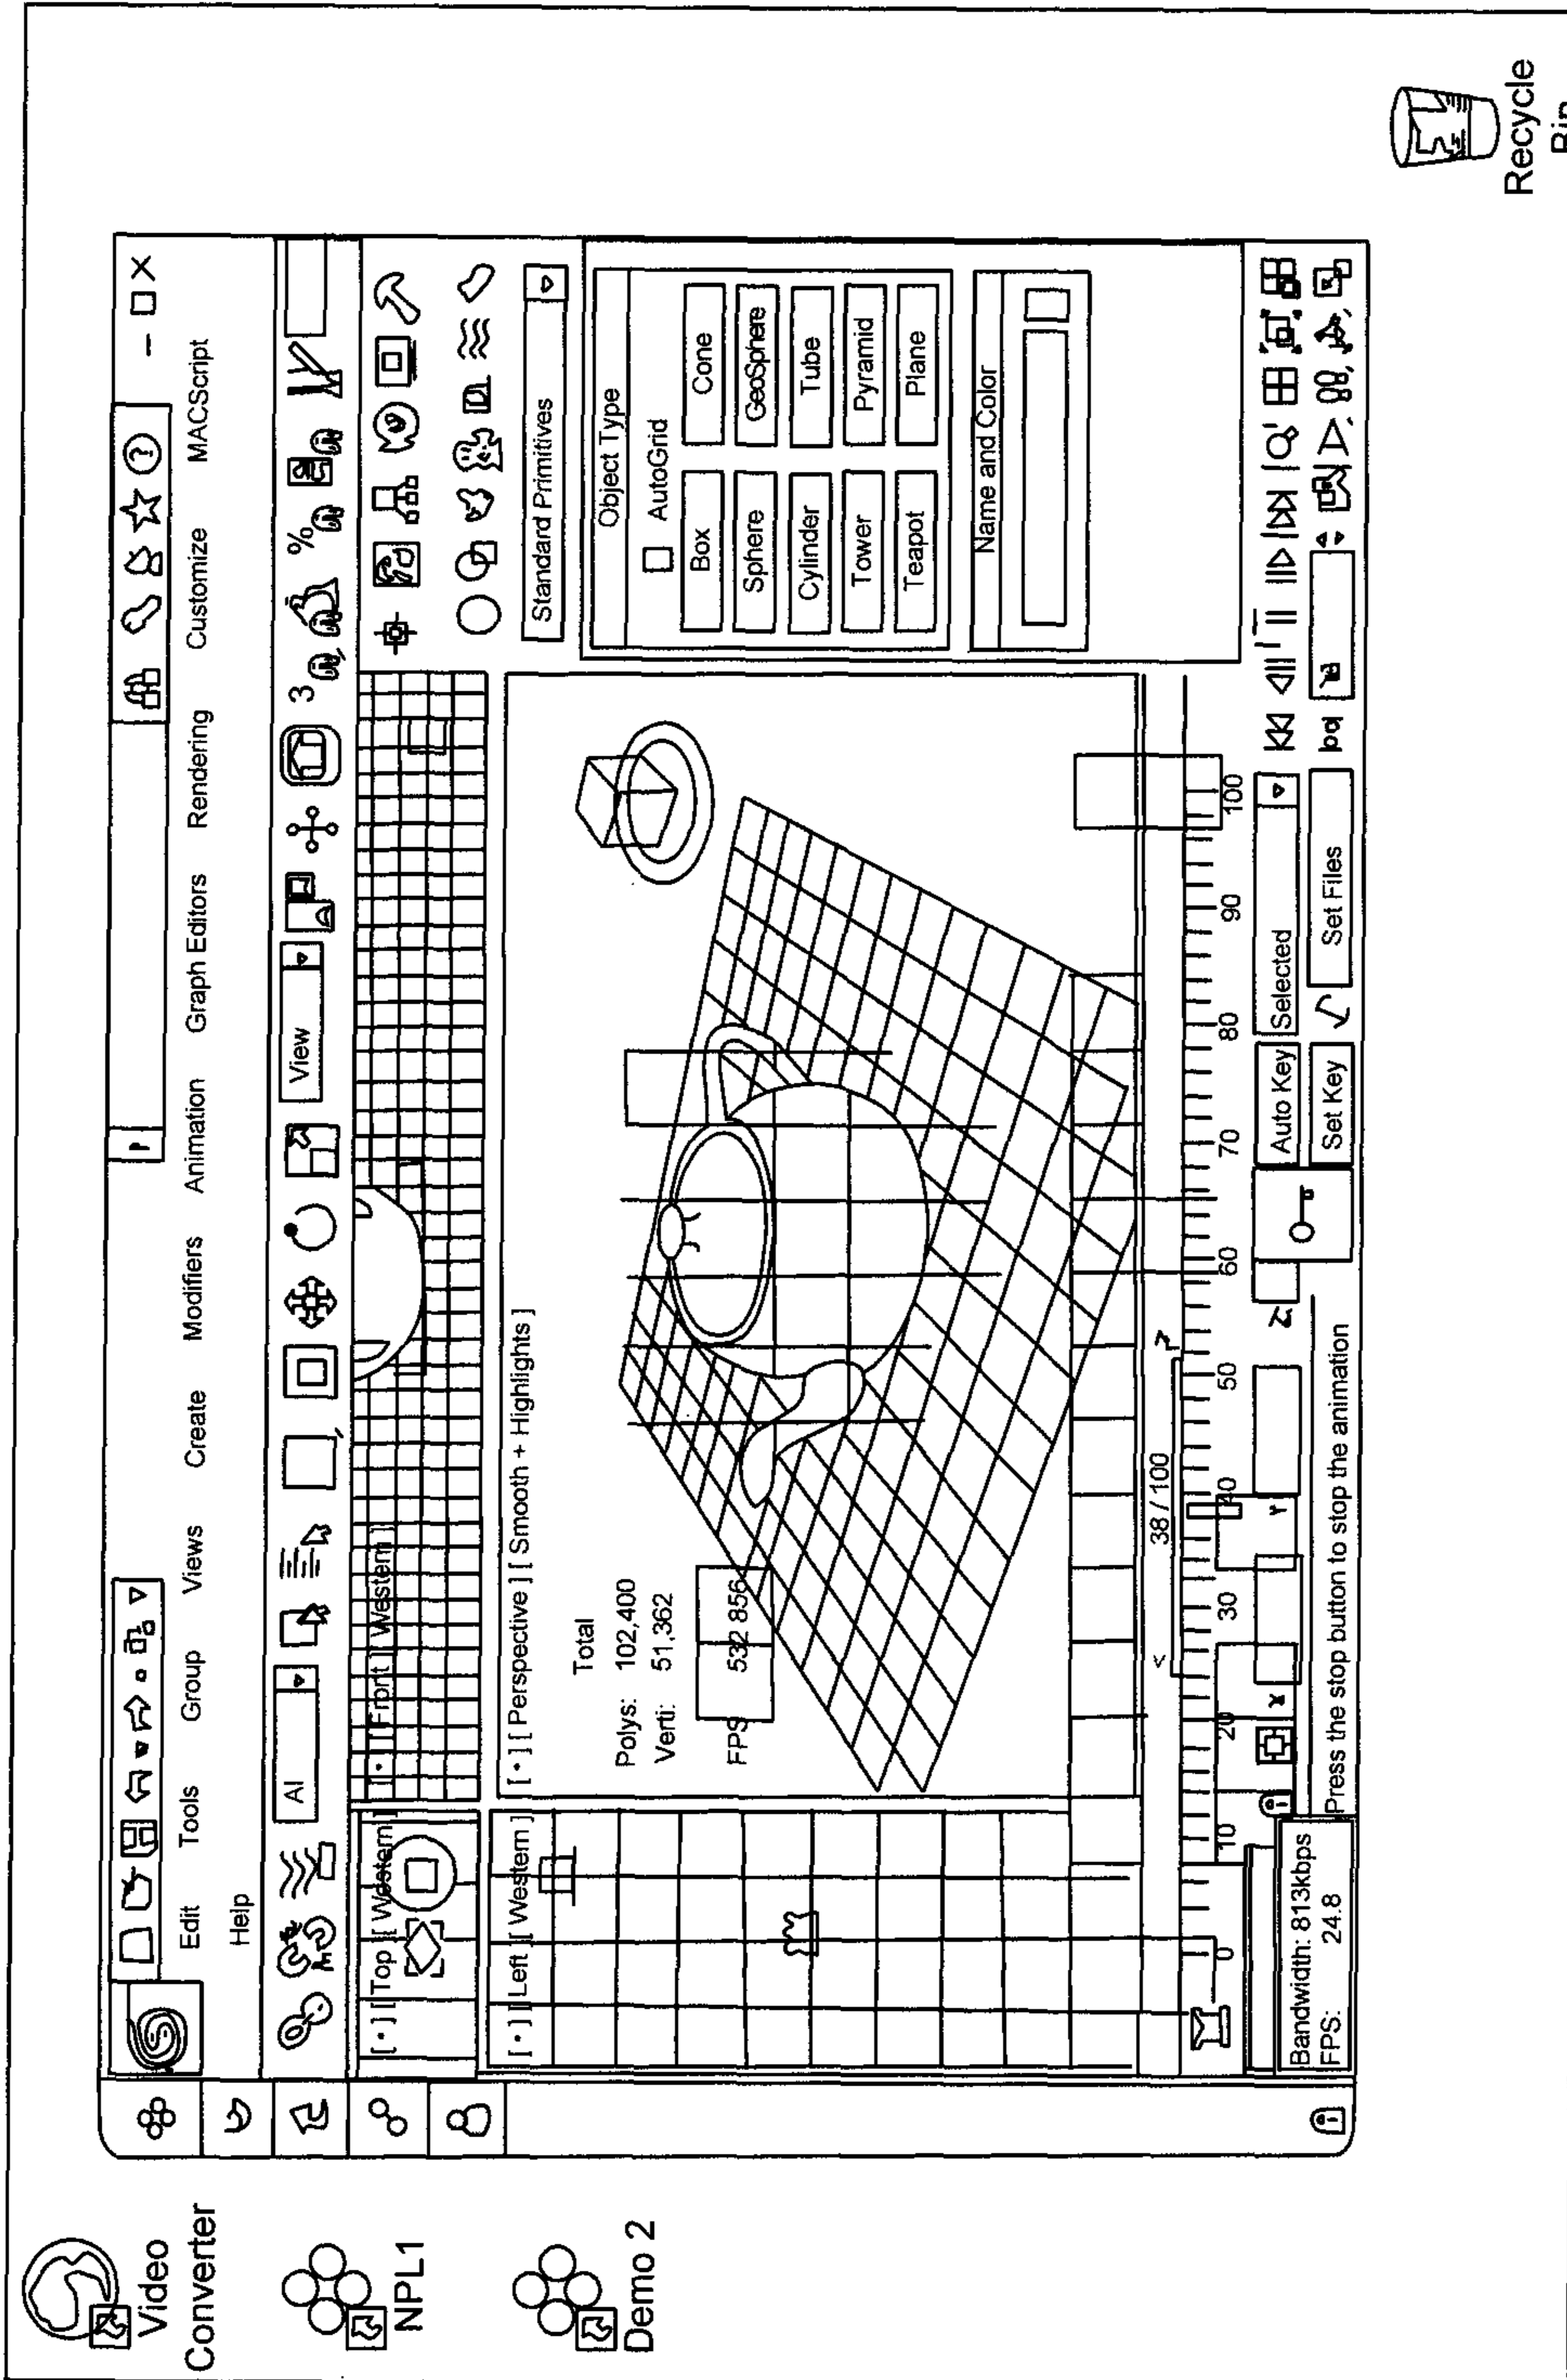 Video
Converter
NPL1
Demo 2
Edit Tools Group Views Create Modifiers Animation Graph Editors Rendering Customize MACScript
Help
AI
View
3
%
[ • ] [ Top ] [ Western ]
[ • ] [ Front ] [ Western ]
Standard Primitives
[ • ] [ Left ] [ Western ]
[ • ] [ Perspective ] [ Smooth + Highlights ]
Total
Polys: 102,400
Verti: 51,362
FPS 532.856
Object Type
AutoGrid
Box Cone
Sphere GeoSphere
Cylinder Tube
Tower Pyramid
Teapot Plane
Name and Color
< 38 / 100
0 10 20 30 40 50 60 70 80 90 100
Bandwidth: 813kbps
FPS: 24.8
X Y
Auto Key Selected
Press the stop button to stop the animation
Set Key Set Files
Recycle
Bin